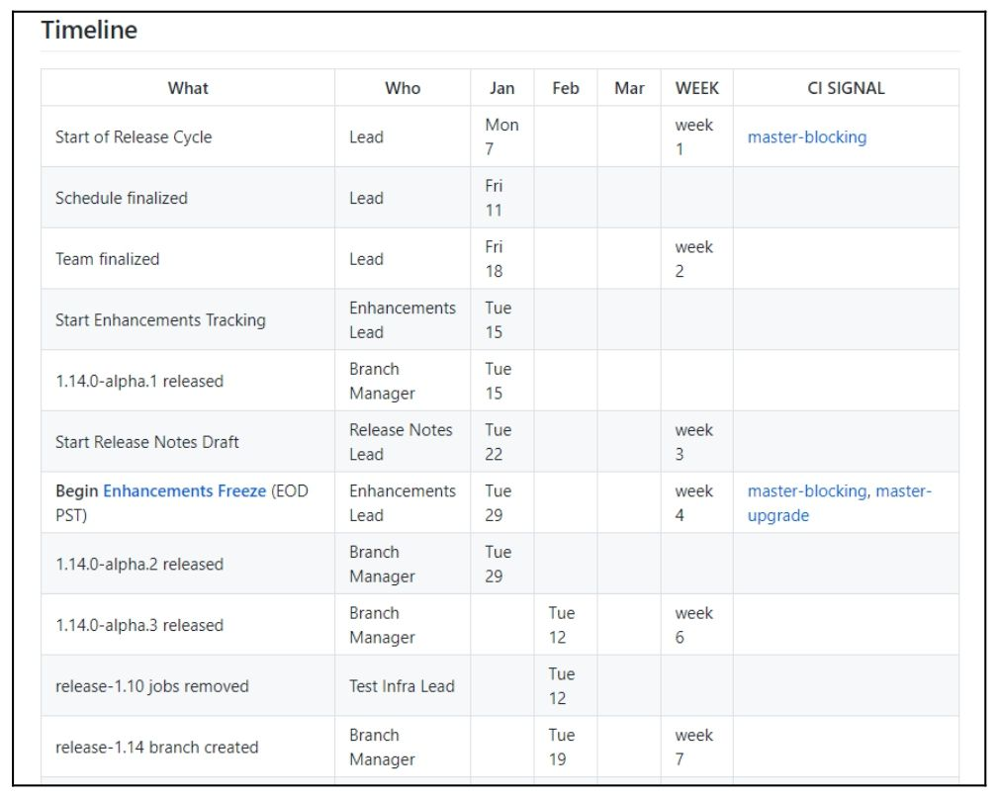 Timeline
What Who Jan Feb Mar WEEK CI SIGNAL
Start of Release Cycle Lead Mon 7 week 1 master-blocking
Schedule finalized Lead Fri 11
Team finalized Lead Fri 18 week 2
Start Enhancements Tracking Enhancements Lead Tue 15
1.14.0-alpha.1 released Branch Manager Tue 15
Start Release Notes Draft Release Notes Lead Tue 22 week 3
Begin Enhancements Freeze (EOD PST) Enhancements Lead Tue 29 week 4 master-blocking, master-upgrade
1.14.0-alpha.2 released Branch Manager Tue 29
1.14.0-alpha.3 released Branch Manager Tue 12 week 6
release-1.10 jobs removed Test Infra Lead Tue 12
release-1.14 branch created Branch Manager Tue 19 week 7